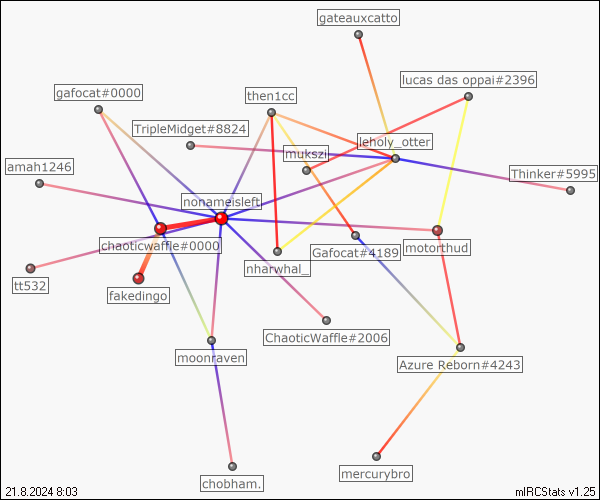 gateauxcatto
lucas das oppai#2396
gafocat#0000
then1cc
TripleMidget#8824
leholy_otter
mukszi
amah1246
Thinker#5995
nonameisleft
chaoticwaffle#0000
motorthud
Gafocat#4189
nharwhal_
tt532
fakedingo
ChaoticWaffle#2006
moonraven
Azure Reborn#4243
mercurybro
chobham.
21.8.2024 8:03
mIRCStats v1.25